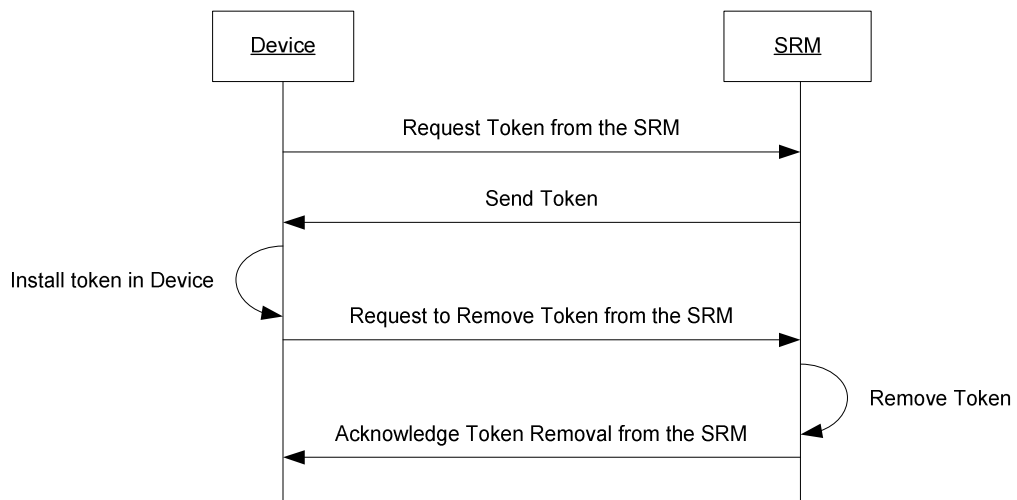 Device
SRM
Request Token from the SRM
Send Token
Install token in Device
Request to Remove Token from the SRM
Remove Token
Acknowledge Token Removal from the SRM